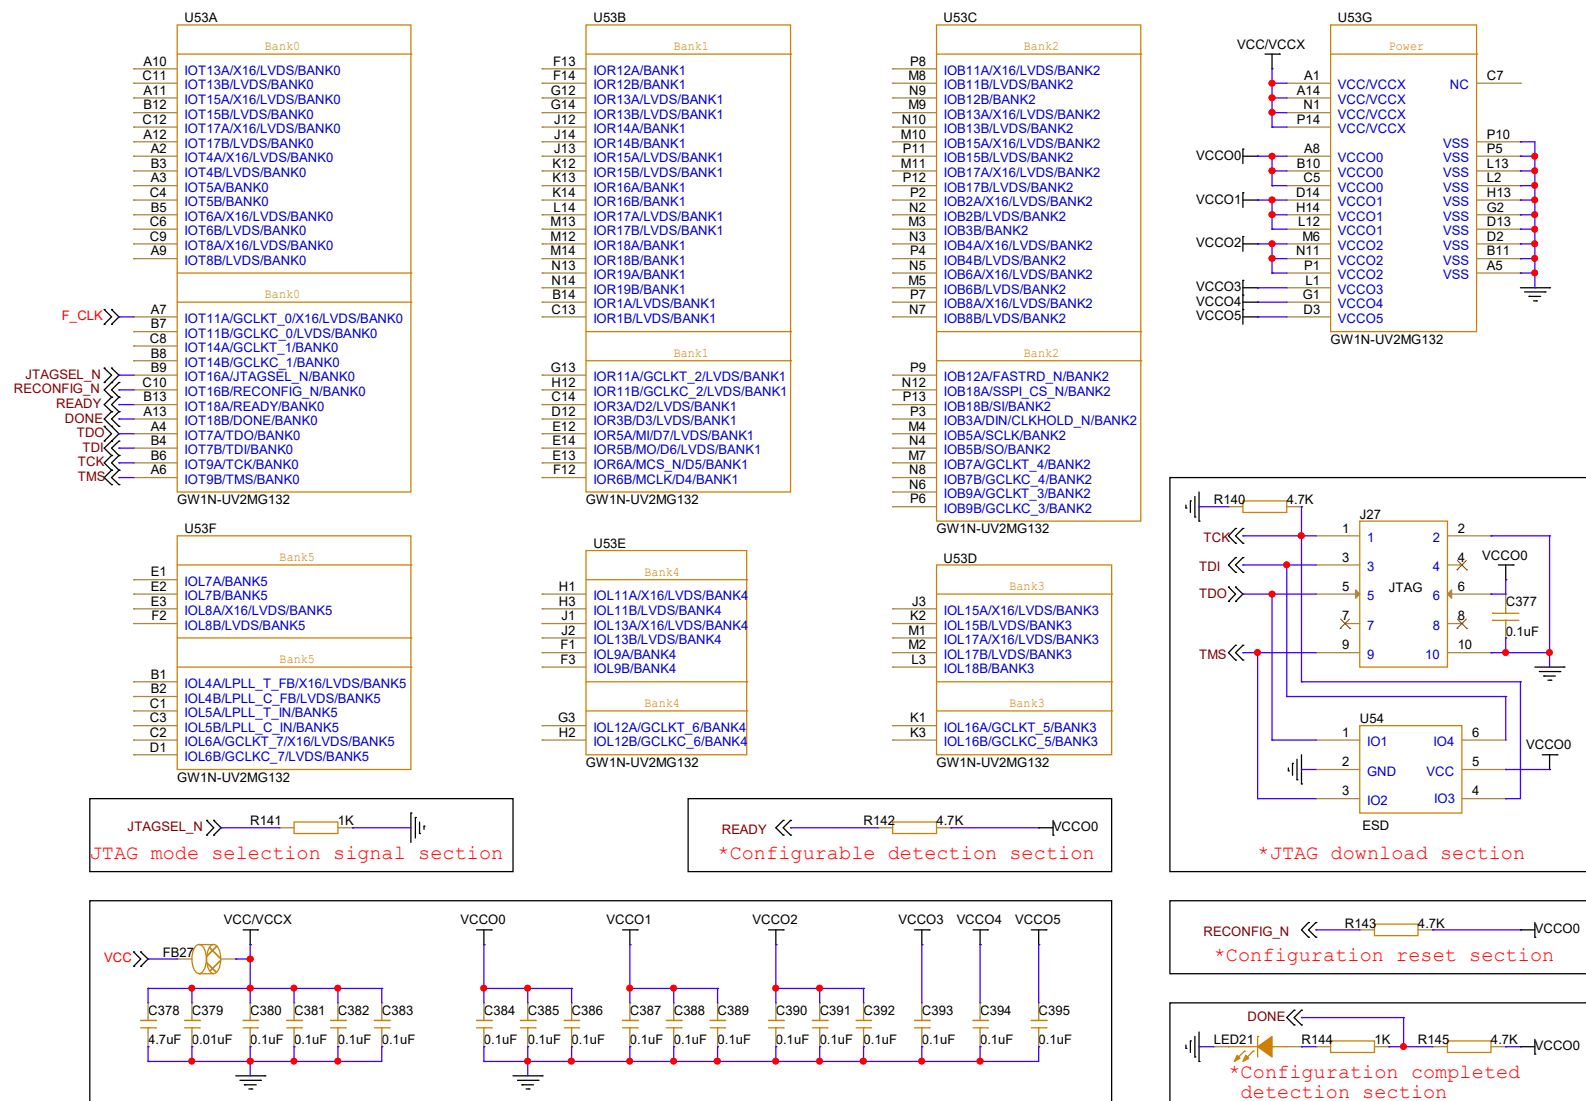 U53A
Bank0
A10 IOT13A/X16/LVDS/BANK0
C11 IOT13B/LVDS/BANK0
A11 IOT15A/X16/LVDS/BANK0
B12 IOT15B/LVDS/BANK0
C12 IOT17A/X16/LVDS/BANK0
A12 IOT17B/LVDS/BANK0
A2 IOT4A/X16/LVDS/BANK0
B3 IOT4B/LVDS/BANK0
A3 IOT5A/BANK0
C4 IOT5B/BANK0
B5 IOT6A/X16/LVDS/BANK0
C6 IOT6B/LVDS/BANK0
C9 IOT8A/X16/LVDS/BANK0
A9 IOT8B/LVDS/BANK0
Bank0
F_CLK A7 IOT11A/GCLKT_0/X16/LVDS/BANK0
B7 IOT11B/GCLKC_0/LVDS/BANK0
C8 IOT14A/GCLKT_1/BANK0
B8 IOT14B/GCLKC_1/BANK0
JTAGSEL_N B9 IOT16A/JTAGSEL_N/BANK0
RECONFIG_N C10 IOT16B/RECONFIG_N/BANK0
READY B13 IOT18A/READY/BANK0
DONE A13 IOT18B/DONE/BANK0
TDO A4 IOT7A/TDO/BANK0
TDI B4 IOT7B/TDI/BANK0
TCK B6 IOT9A/TCK/BANK0
TMS A6 IOT9B/TMS/BANK0
GW1N-UV2MG132
U53B
Bank1
F13 IOR12A/BANK1
F14 IOR12B/BANK1
G12 IOR13A/LVDS/BANK1
G14 IOR13B/LVDS/BANK1
J12 IOR14A/BANK1
J14 IOR14B/BANK1
J13 IOR15A/LVDS/BANK1
K12 IOR15B/LVDS/BANK1
K13 IOR16A/BANK1
K14 IOR16B/BANK1
L14 IOR17A/LVDS/BANK1
M13 IOR17B/LVDS/BANK1
M12 IOR18A/BANK1
M14 IOR18B/BANK1
N13 IOR19A/BANK1
N14 IOR19B/BANK1
B14 IOR1A/LVDS/BANK1
C13 IOR1B/LVDS/BANK1
Bank1
G13 IOR11A/GCLKT_2/LVDS/BANK1
H12 IOR11B/GCLKC_2/LVDS/BANK1
C14 IOR3A/D2/LVDS/BANK1
D12 IOR3B/D3/LVDS/BANK1
E12 IOR5A/MI/D7/LVDS/BANK1
E14 IOR5B/MO/D6/LVDS/BANK1
E13 IOR6A/MCS_N/D5/BANK1
F12 IOR6B/MCLK/D4/BANK1
GW1N-UV2MG132
U53C
Bank2
P8 IOB11A/X16/LVDS/BANK2
M8 IOB11B/LVDS/BANK2
N9 IOB12B/BANK2
M9 IOB13A/X16/LVDS/BANK2
N10 IOB13B/LVDS/BANK2
M10 IOB15A/X16/LVDS/BANK2
P11 IOB15B/LVDS/BANK2
M11 IOB17A/X16/LVDS/BANK2
P12 IOB17B/LVDS/BANK2
P2 IOB2A/X16/LVDS/BANK2
N2 IOB2B/LVDS/BANK2
M3 IOB3B/BANK2
N3 IOB4A/X16/LVDS/BANK2
P4 IOB4B/LVDS/BANK2
N5 IOB6A/X16/LVDS/BANK2
M5 IOB6B/LVDS/BANK2
P7 IOB8A/X16/LVDS/BANK2
N7 IOB8B/LVDS/BANK2
Bank2
P9 IOB12A/FASTRD_N/BANK2
N12 IOB18A/SSPI_CS_N/BANK2
P13 IOB18B/SI/BANK2
P3 IOB3A/DIN/CLKHOLD_N/BANK2
M4 IOB5A/SCLK/BANK2
N4 IOB5B/SO/BANK2
M7 IOB7A/GCLKT_4/BANK2
N8 IOB7B/GCLKC_4/BANK2
N6 IOB9A/GCLKT_3/BANK2
P6 IOB9B/GCLKC_3/BANK2
GW1N-UV2MG132
U53G
Power
VCC/VCCX
A1 VCC/VCCX NC C7
A14 VCC/VCCX
N1 VCC/VCCX
P14 VCC/VCCX
VSS P10
VCCO0 A8 VCCO0 VSS P5
B10 VCCO0 VSS L13
C5 VCCO0 VSS L2
VCCO1 D14 VCCO1 VSS H13
H14 VCCO1 VSS G2
L12 VCCO1 VSS D13
VCCO2 M6 VCCO2 VSS D2
N11 VCCO2 VSS B11
P1 VCCO2 VSS A5
VCCO3 L1 VCCO3
VCCO4 G1 VCCO4
VCCO5 D3 VCCO5
GW1N-UV2MG132
U53F
Bank5
E1 IOL7A/BANK5
E2 IOL7B/BANK5
E3 IOL8A/X16/LVDS/BANK5
F2 IOL8B/LVDS/BANK5
Bank5
B1 IOL4A/LPLL_T_FB/X16/LVDS/BANK5
B2 IOL4B/LPLL_C_FB/LVDS/BANK5
C1 IOL5A/LPLL_T_IN/BANK5
C3 IOL5B/LPLL_C_IN/BANK5
C2 IOL6A/GCLKT_7/X16/LVDS/BANK5
D1 IOL6B/GCLKC_7/LVDS/BANK5
GW1N-UV2MG132
U53E
Bank4
H1 IOL11A/X16/LVDS/BANK4
H3 IOL11B/LVDS/BANK4
J1 IOL13A/X16/LVDS/BANK4
J2 IOL13B/LVDS/BANK4
F1 IOL9A/BANK4
F3 IOL9B/BANK4
Bank4
G3 IOL12A/GCLKT_6/BANK4
H2 IOL12B/GCLKC_6/BANK4
GW1N-UV2MG132
U53D
Bank3
J3 IOL15A/X16/LVDS/BANK3
K2 IOL15B/LVDS/BANK3
M1 IOL17A/X16/LVDS/BANK3
M2 IOL17B/LVDS/BANK3
L3 IOL18B/BANK3
Bank3
K1 IOL16A/GCLKT_5/BANK3
K3 IOL16B/GCLKC_5/BANK3
GW1N-UV2MG132
R140 4.7K
J27
TCK 1 1 2 2
TDI 3 3 4 4 VCCO0
TDO 5 5 JTAG 6 6 C377
7 7 8 8 0.1uF
TMS 9 9 10 10
U54
1 IO1 IO4 6 VCCO0
2 GND VCC 5
3 IO2 IO3 4
ESD
*JTAG download section
JTAGSEL_N R141 1K
JTAG mode selection signal section
READY R142 4.7K VCCO0
*Configurable detection section
VCC/VCCX VCCO0 VCCO1 VCCO2 VCCO3 VCCO4 VCCO5
VCC FB27
C378 C379 C380 C381 C382 C383 C384 C385 C386 C387 C388 C389 C390 C391 C392 C393 C394 C395
4.7uF 0.01uF 0.1uF 0.1uF 0.1uF 0.1uF 0.1uF 0.1uF 0.1uF 0.1uF 0.1uF 0.1uF 0.1uF 0.1uF 0.1uF 0.1uF 0.1uF 0.1uF
RECONFIG_N R143 4.7K VCCO0
*Configuration reset section
DONE
LED21 R144 1K R145 4.7K VCCO0
*Configuration completed
detection section